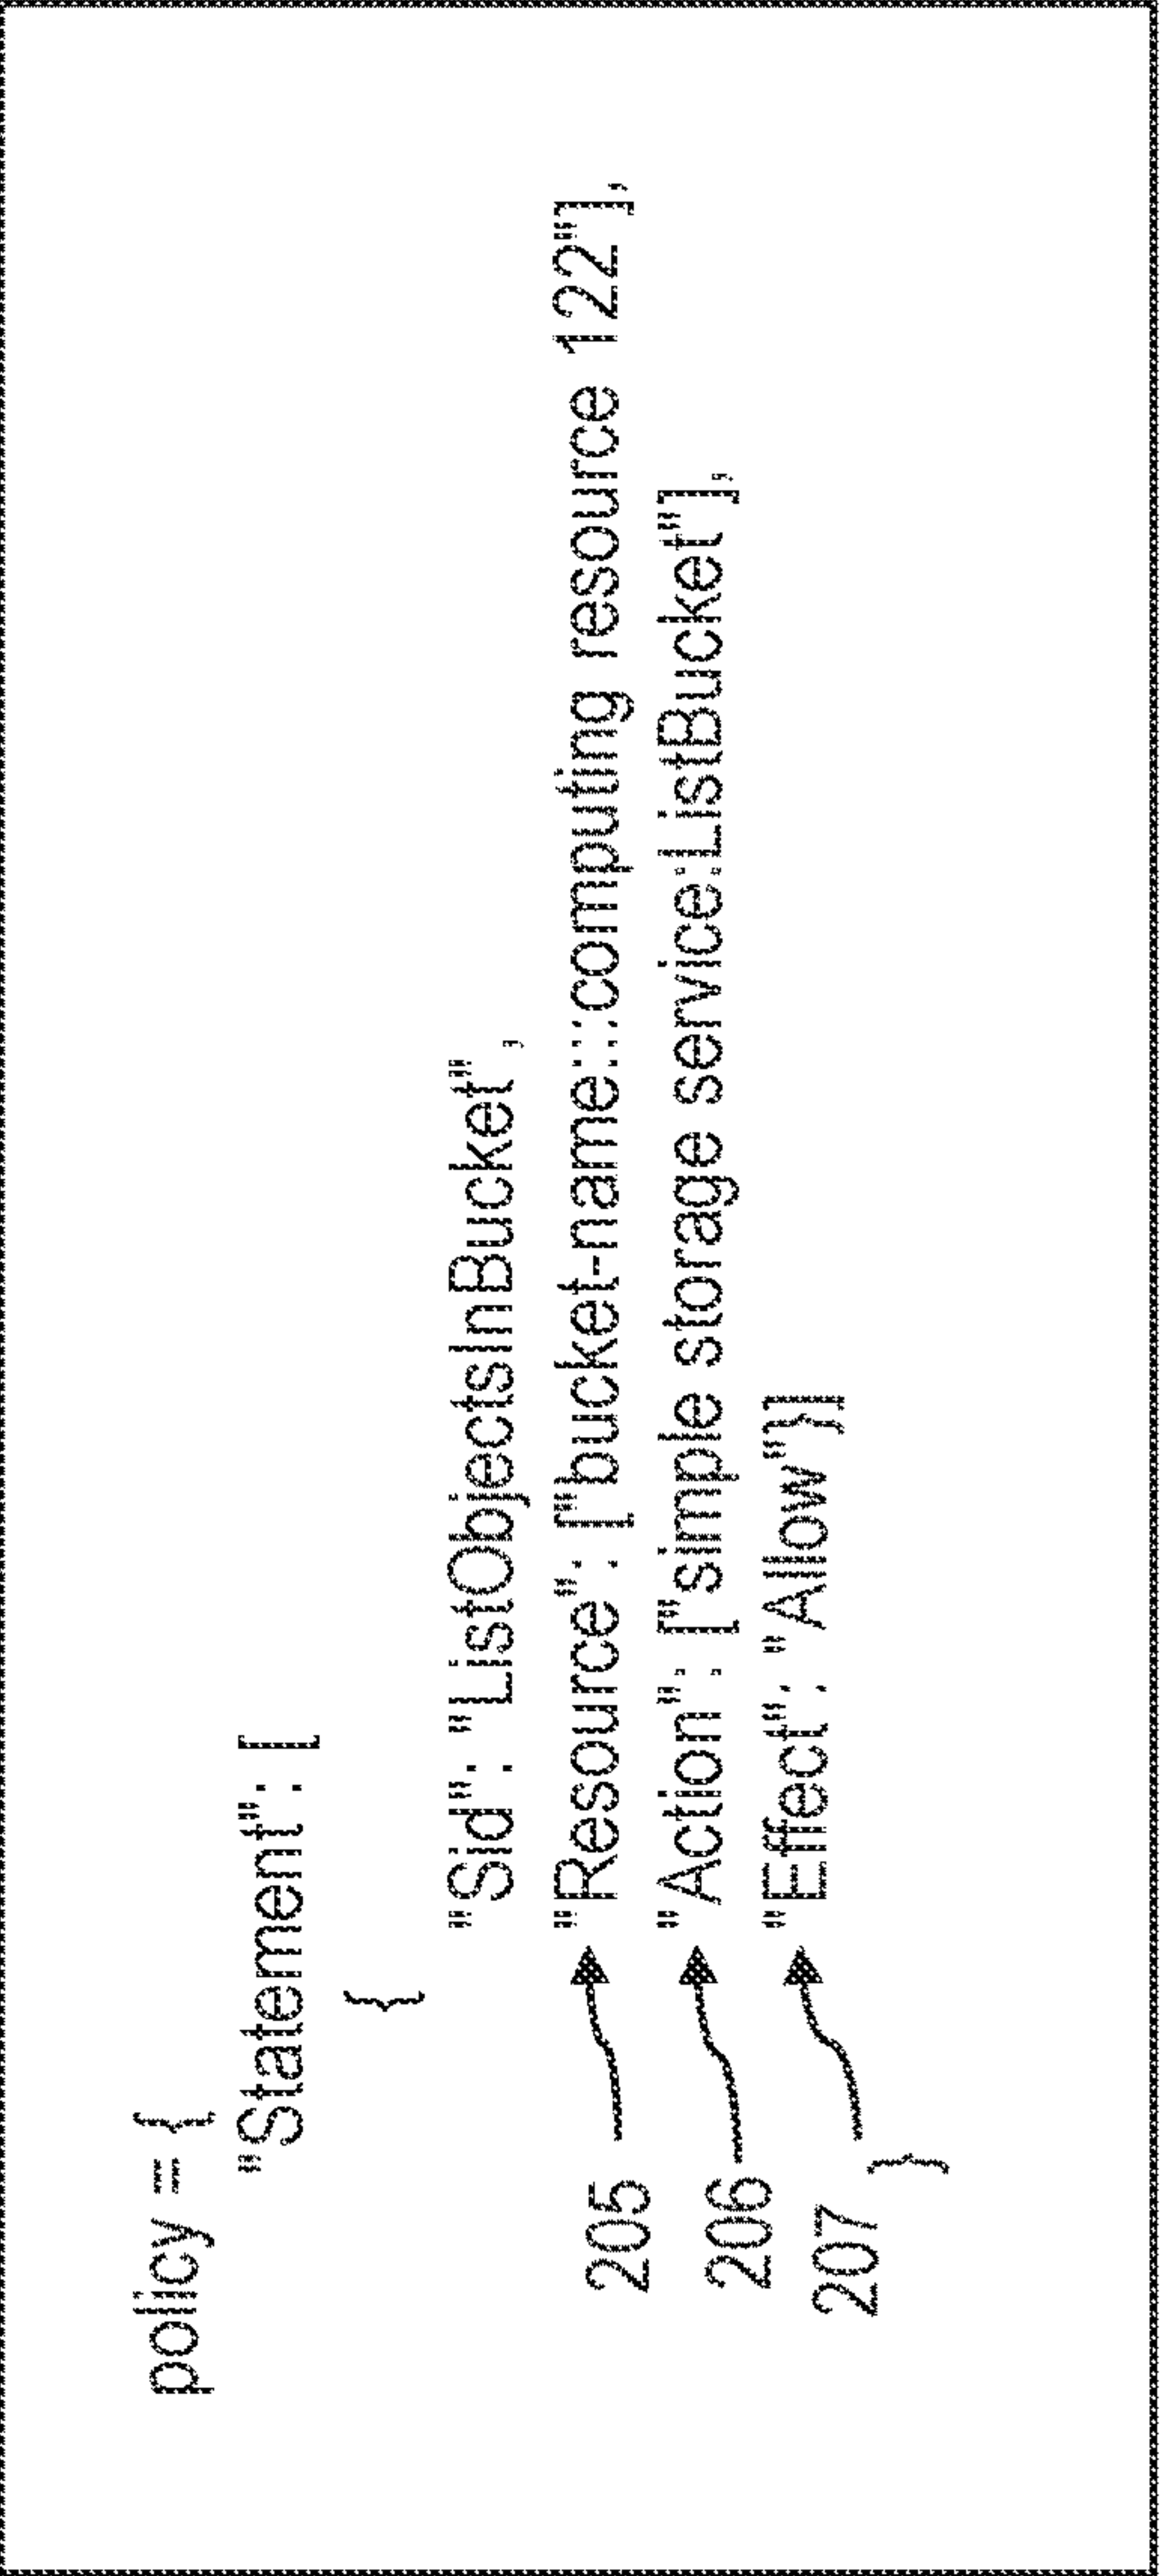 policy = {
"Statement": [
{
"Sid": "ListObjectsInBucket",
205 "Resource": ["bucket-name:::computing resource 122"],
206 "Action": ["simple storage service:ListBucket"],
207 "Effect": "Allow"}]
}